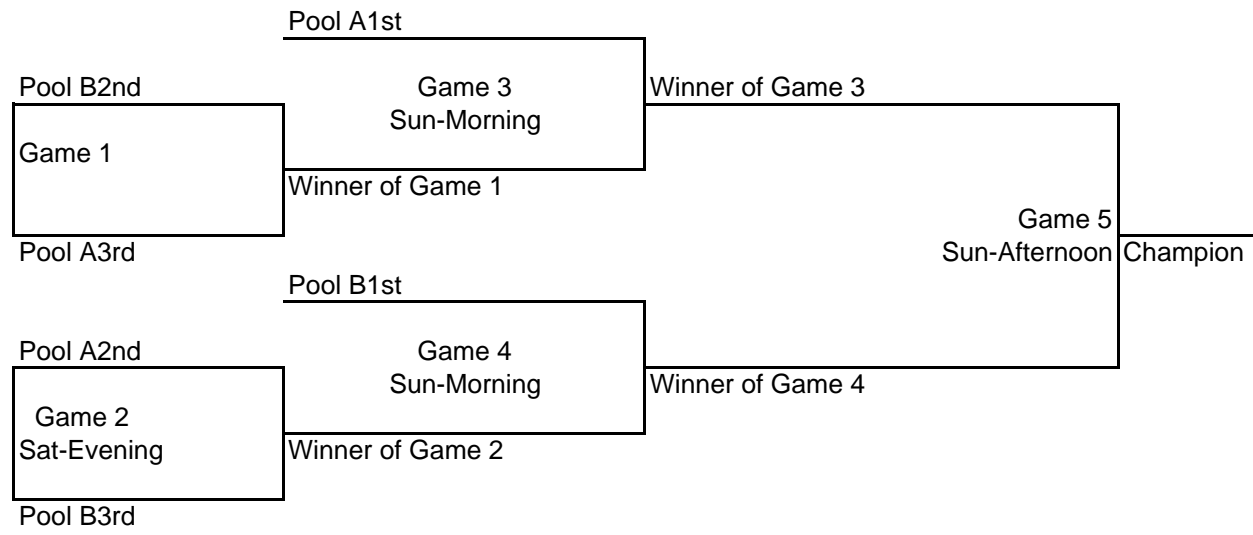 Pool A1st
Pool B2nd
Game 3
Sun-Morning
Winner of Game 3
Game 1
Winner of Game 1
Pool A3rd
Game 5
Sun-Afternoon
Champion
Pool B1st
Pool A2nd
Game 4
Sun-Morning
Winner of Game 4
Game 2
Sat-Evening
Winner of Game 2
Pool B3rd